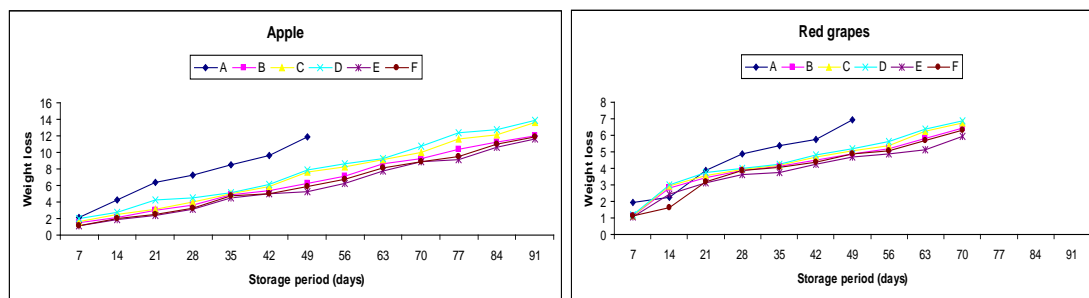 Apple
A B C D E F
Weight loss
16
14
12
10
8
6
4
2
0
7 14 21 28 35 42 49 56 63 70 77 84 91
Storage period (days)
Red grapes
A B C D E F
Weight loss
8
7
6
5
4
3
2
1
0
7 14 21 28 35 42 49 56 63 70 77 84 91
Storage period (days)